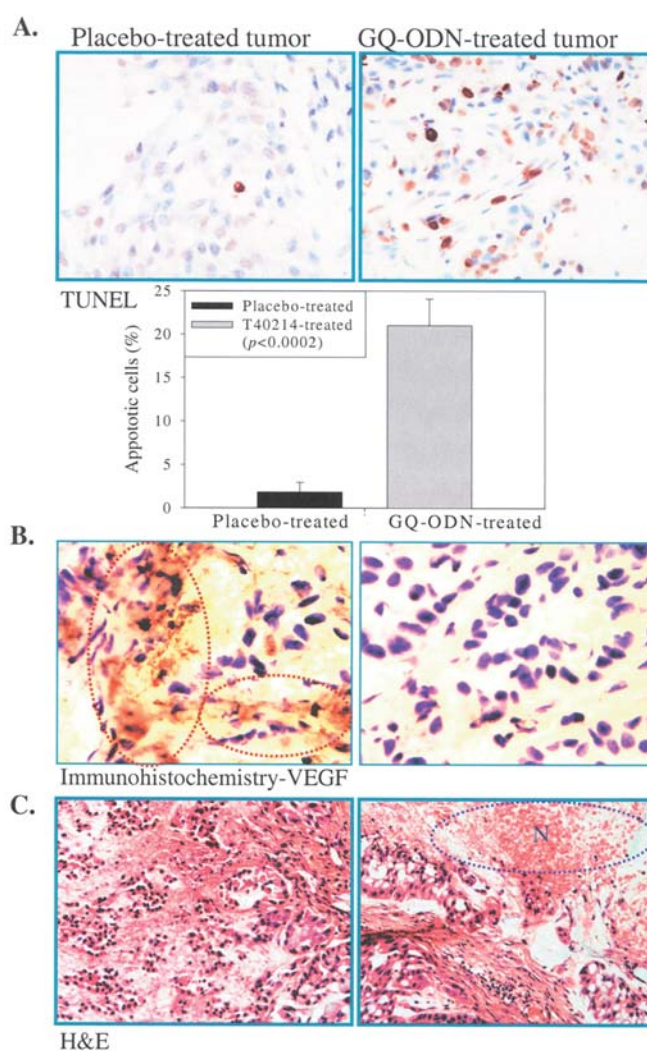 A.
Placebo-treated tumor GQ-ODN-treated tumor
TUNEL
25
20
15
10
5
0
Appototic cells (%)
Placebo-treated
T40214-treated
(p<0.0002)
Placebo-treated GQ-ODN-treated
B.
Immunohistochemistry-VEGF
C.
N
H&E